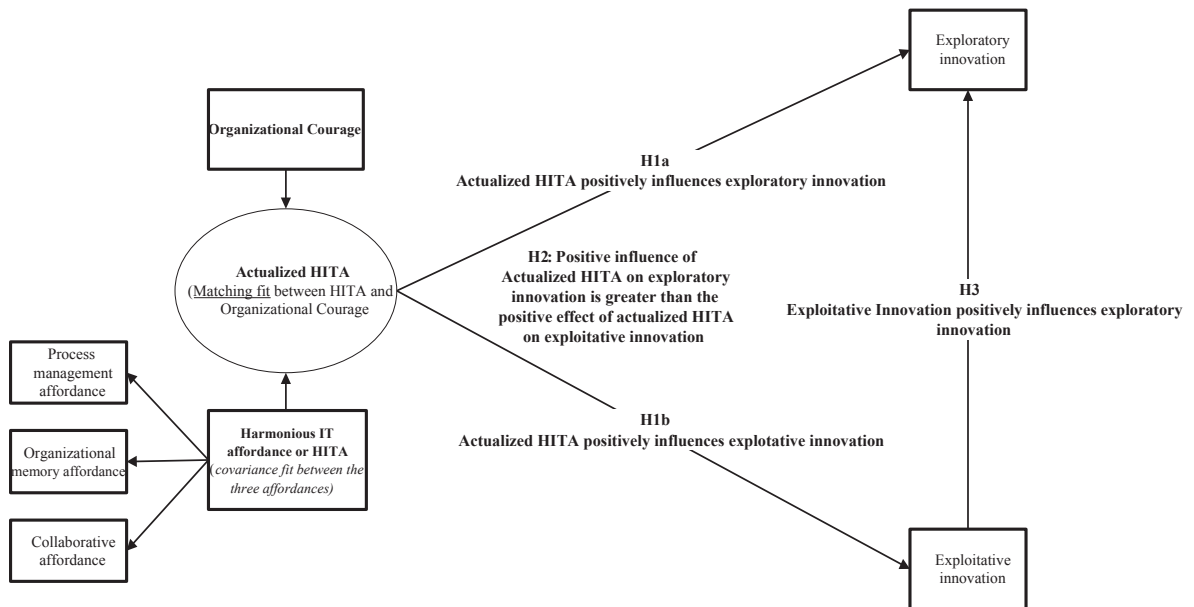 Exploratory
innovation
Organizational Courage
H1a
Actualized HITA positively influences exploratory innovation
Actualized HITA
(Matching fit between HITA and
Organizational Courage
H2: Positive influence of
Actualized HITA on exploratory
innovation is greater than the
positive effect of actualized HITA
on exploitative innovation
H3
Exploitative Innovation positively influences exploratory
innovation
Process
management
affordance
Organizational
memory affordance
Collaborative
affordance
Harmonious IT
affordance or HITA
(covariance fit between the
three affordances)
H1b
Actualized HITA positively influences explotative innovation
Exploitative
innovation